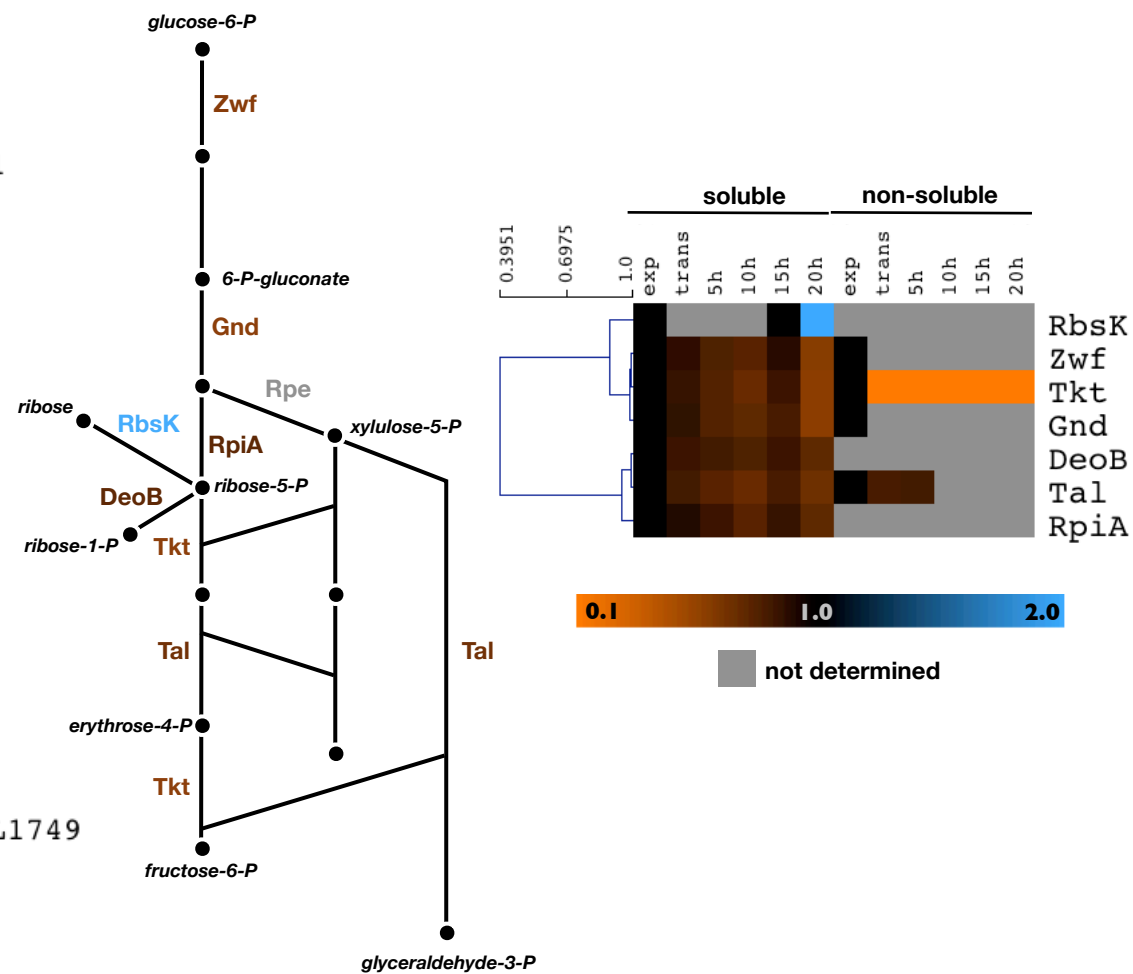 glucose-6-P
Zwf
6-P-gluconate
Gnd
Rpe
ribose
RbsK
RpiA
xylulose-5-P
DeoB
ribose-5-P
ribose-1-P
Tkt
Tal
Tal
erythrose-4-P
Tkt
1749
fructose-6-P
glyceraldehyde-3-P
soluble non-soluble
0.3951 0.6975 1.0 exp trans 5h 10h 15h 20h exp trans 5h 10h 15h 20h
RbsK
Zwf
Tkt
Gnd
DeoB
Tal
RpiA
0.1 1.0 2.0
not determined